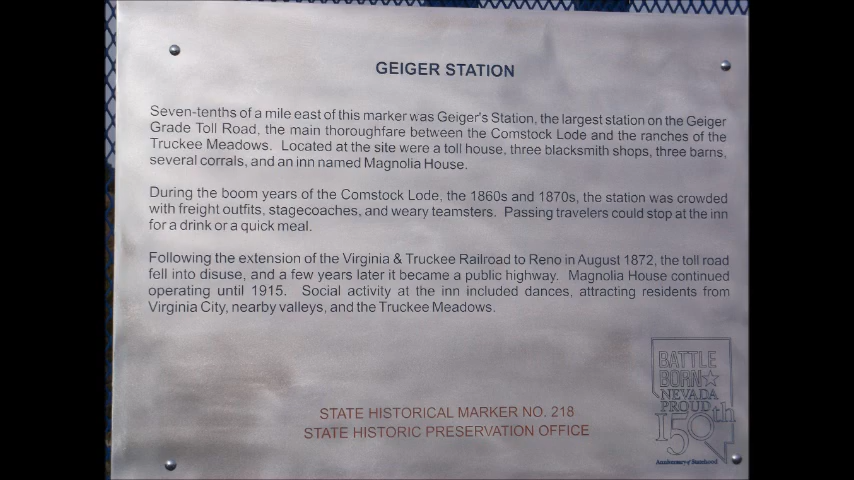 GEIGER STATION
Seven-tenths of a mile east of this marker was Geiger's Station, the largest station on the Geiger
Grade Toll Road, the main thoroughfare between the Comstock Lode and the ranches of the
Truckee Meadows. Located at the site were a toll house, three blacksmith shops, three barns,
several corrals, and an inn named Magnolia House.
During the boom years of the Comstock Lode, the 1860s and 1870s, the station was crowded
with freight outfits, stagecoaches, and weary teamsters. Passing travelers could stop at the inn
for a drink or a quick meal.
Following the extension of the Virginia & Truckee Railroad to Reno in August 1872, the toll road
fell into disuse, and a few years later it became a public highway. Magnolia House continued
operating until 1915. Social activity at the inn included dances, attracting residents from
Virginia City, nearby valleys, and the Truckee Meadows.
STATE HISTORICAL MARKER NO. 218
STATE HISTORIC PRESERVATION OFFICE
BATTLE
BORN
NEVADA
PROUD
150th
Anniversary of Statehood